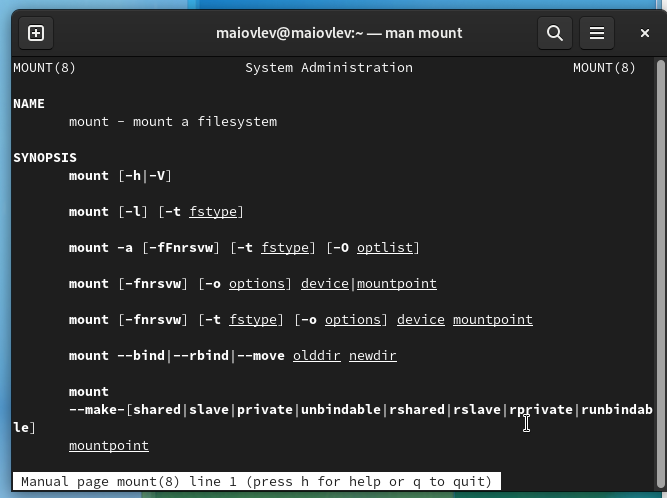 maiovlev@maiovlev:~ — man mount
MOUNT(8) System Administration MOUNT(8)
NAME
mount - mount a filesystem
SYNOPSIS
mount [-h|-V]
mount [-l] [-t fstype]
mount -a [-fFnrsvw] [-t fstype] [-O optlist]
mount [-fnrsvw] [-o options] device|mountpoint
mount [-fnrsvw] [-t fstype] [-o options] device mountpoint
mount --bind|--rbind|--move olddir newdir
mount
--make-[shared|slave|private|unbindable|rshared|rslave|rprivate|runbindab
le]
mountpoint
Manual page mount(8) line 1 (press h for help or q to quit)